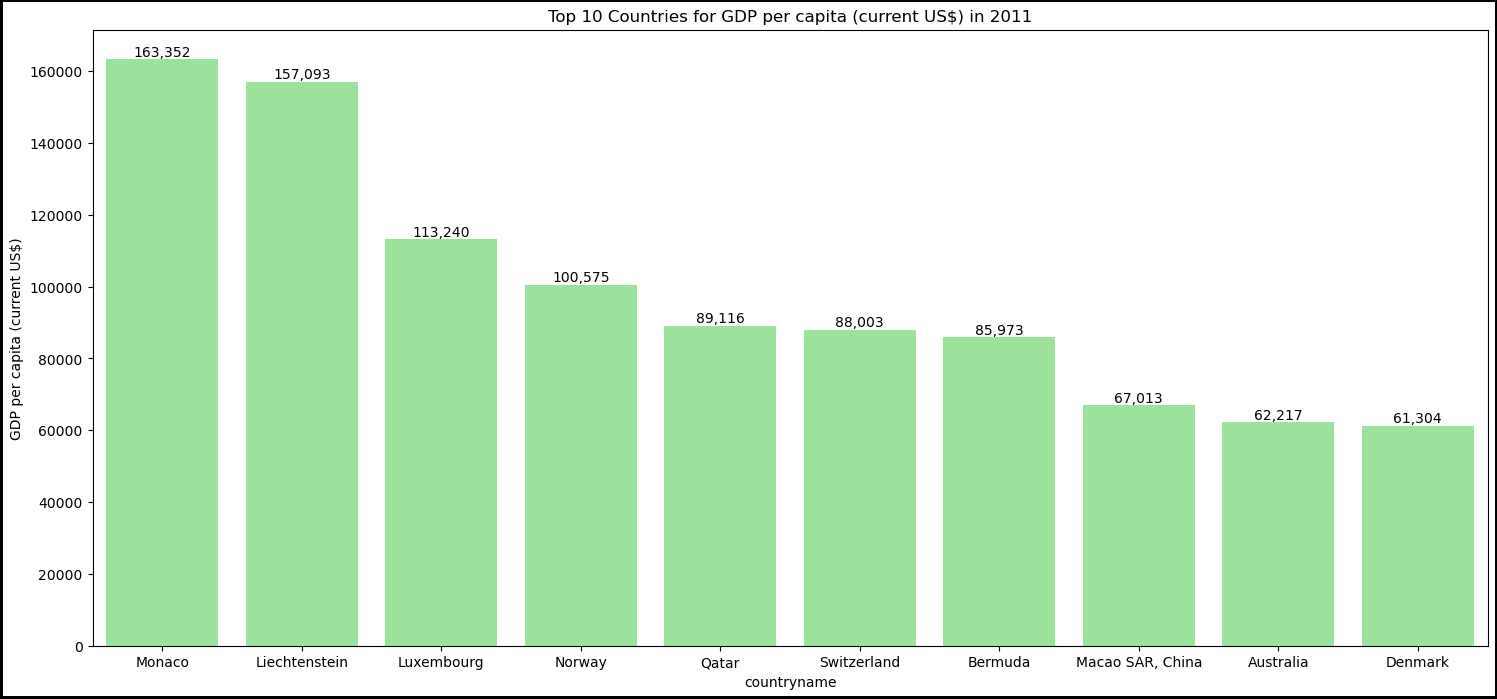 Top 10 Countries for GDP per capita (current US$) in 2011
GDP per capita (current US$)
160000
140000
120000
100000
80000
60000
40000
20000
0
163,352
157,093
113,240
100,575
89,116
88,003
85,973
67,013
62,217
61,304
Monaco
Liechtenstein
Luxembourg
Norway
Qatar
Switzerland
Bermuda
Macao SAR, China
Australia
Denmark
countryname